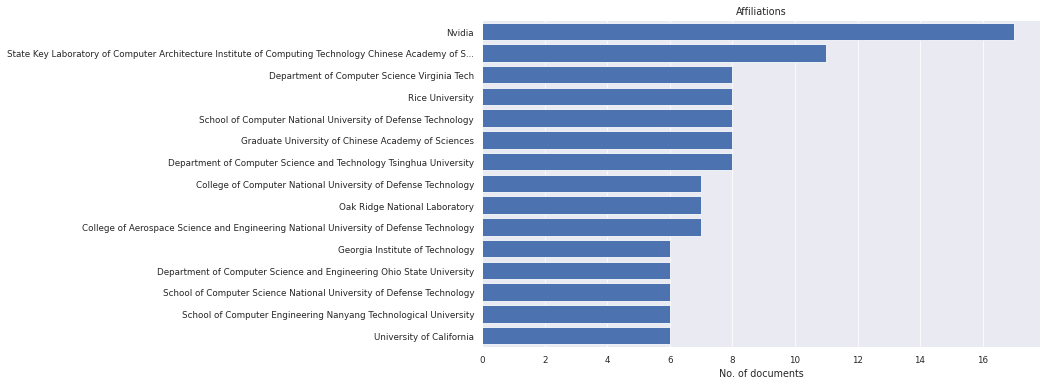 Affiliations
Nvidia
State Key Laboratory of Computer Architecture Institute of Computing Technology Chinese Academy of S...
Department of Computer Science Virginia Tech
Rice University
School of Computer National University of Defense Technology
Graduate University of Chinese Academy of Sciences
Department of Computer Science and Technology Tsinghua University
College of Computer National University of Defense Technology
Oak Ridge National Laboratory
College of Aerospace Science and Engineering National University of Defense Technology
Georgia Institute of Technology
Department of Computer Science and Engineering Ohio State University
School of Computer Science National University of Defense Technology
School of Computer Engineering Nanyang Technological University
University of California
0 2 4 6 8 10 12 14 16
No. of documents